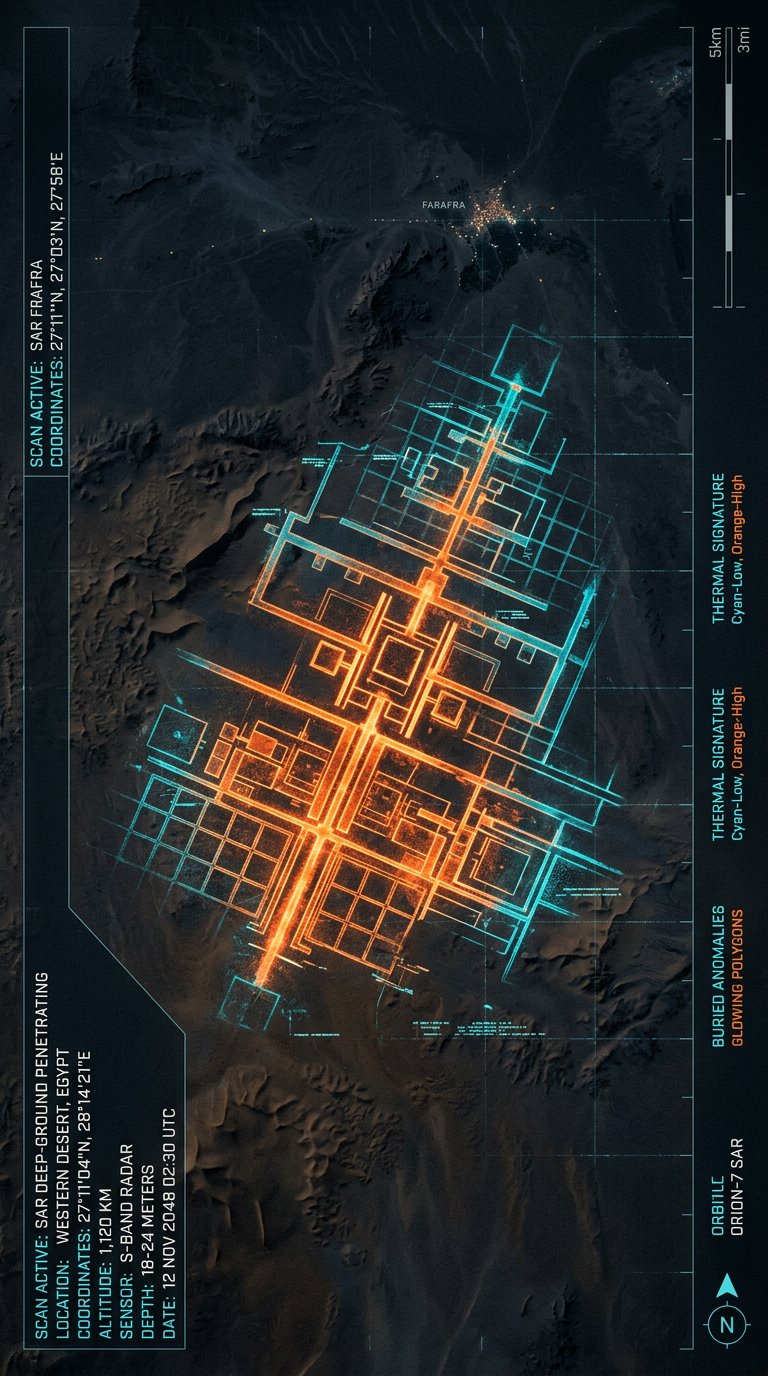 SCAN ACTIVE: SAR DEEP-GROUND PENETRATING
LOCATION: WESTERN DESERT, EGYPT
COORDINATES: 27°11'04"N, 28°14'21"E
ALTITUDE: 1,120 KM
SENSOR: S-BAND RADAR
DEPTH: 18-24 METERS
DATE: 12 NOV 2048 02:30 UTC
SCAN ACTIVE: SAR FRAFRA
COORDINATES: 27°11'"N, 27°03'N, 27°58'E
FARAFRA
N
ORBITLE
ORION-7 SAR
BURIED ANOMALIES
GLOWING POLYGONS
THERMAL SIGNATURE
Cyan-Low, Orange-High
THERMAL SIGNATURE
Cyan-Low, Orange-High
5km
3mi